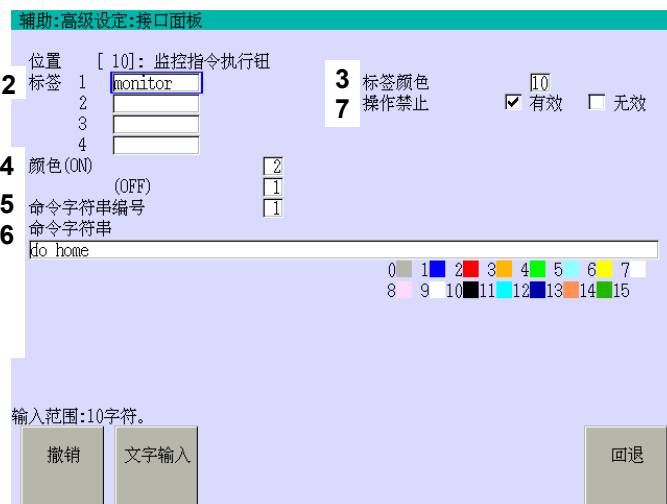 辅助:高级设定:接口面板
位置 [ 10]: 监控指令执行钮
2 标签 1 monitor 3 标签颜色 10
2 7 操作禁止 有效 无效
3
4
4 颜色(ON) 2
(OFF) 1
5 命令字符串编号 1
6 命令字符串
do home
0 1 2 3 4 5 6 7
8 9 10 11 12 13 14 15
输入范围:10字符。
撤销 文字输入 回退